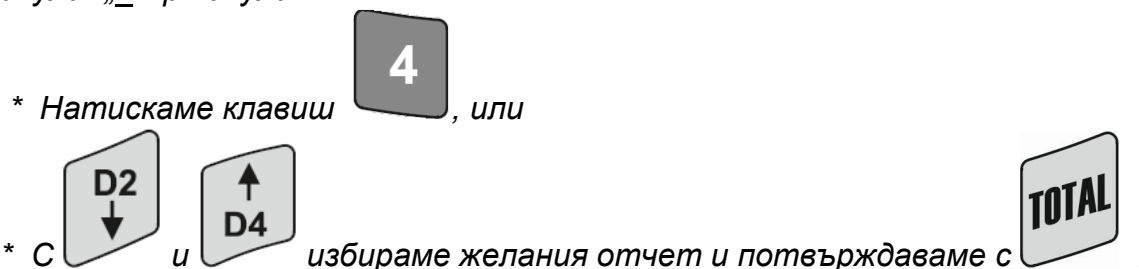 * Натискаме клавиш 4, или
* С D2 ↓ и ↑ D4 избираме желания отчет и потвърждаваме с TOTAL